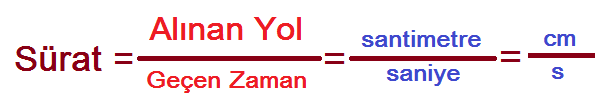 Sürat = Alınan Yol / Geçen Zaman = santimetre / saniye = cm / s